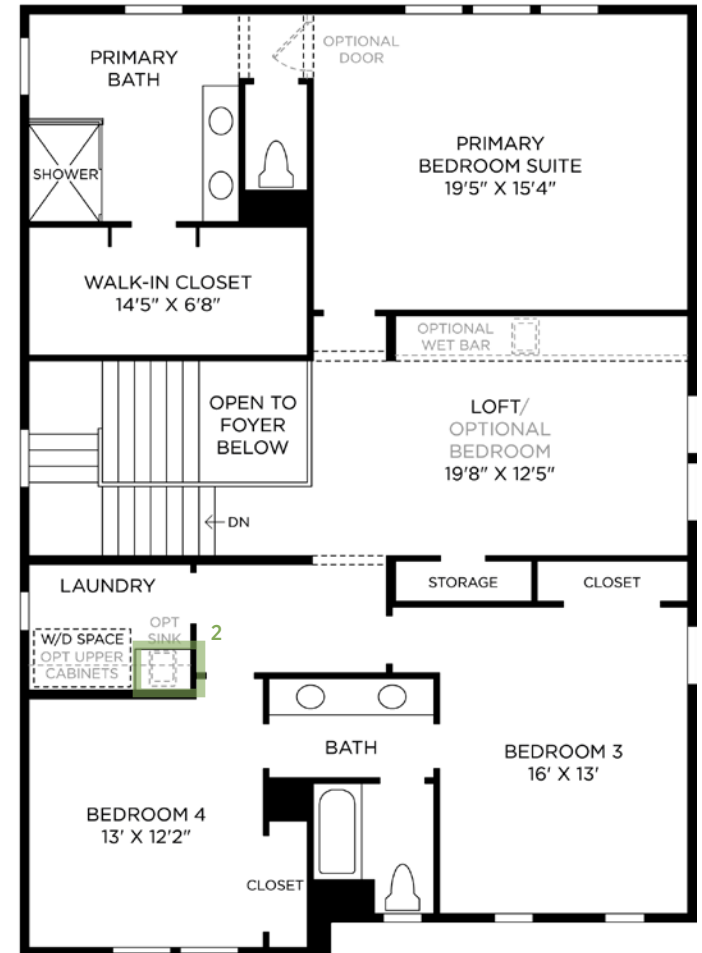 PRIMARY
BATH
OPTIONAL
DOOR
SHOWER
PRIMARY
BEDROOM SUITE
19'5" X 15'4"
WALK-IN CLOSET
14'5" X 6'8"
OPTIONAL
WET BAR
OPEN TO
FOYER
BELOW
LOFT/
OPTIONAL
BEDROOM
19'8" X 12'5"
DN
LAUNDRY
STORAGE
CLOSET
W/D SPACE
OPT UPPER
CABINETS
OPT
SINK
2
BATH
BEDROOM 3
16' X 13'
BEDROOM 4
13' X 12'2"
CLOSET